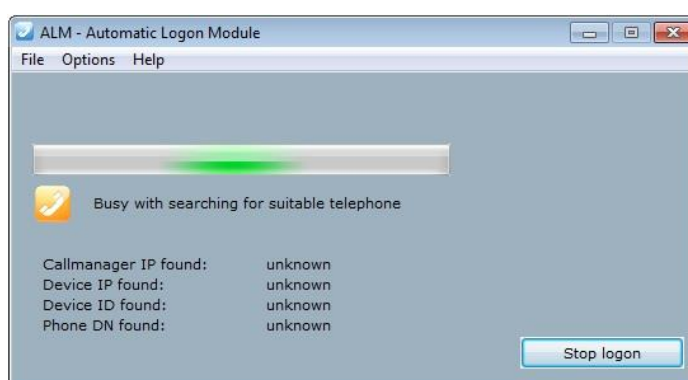 ALM - Automatic Logon Module
File Options Help
Busy with searching for suitable telephone
Callmanager IP found: unknown
Device IP found: unknown
Device ID found: unknown
Phone DN found: unknown
Stop logon